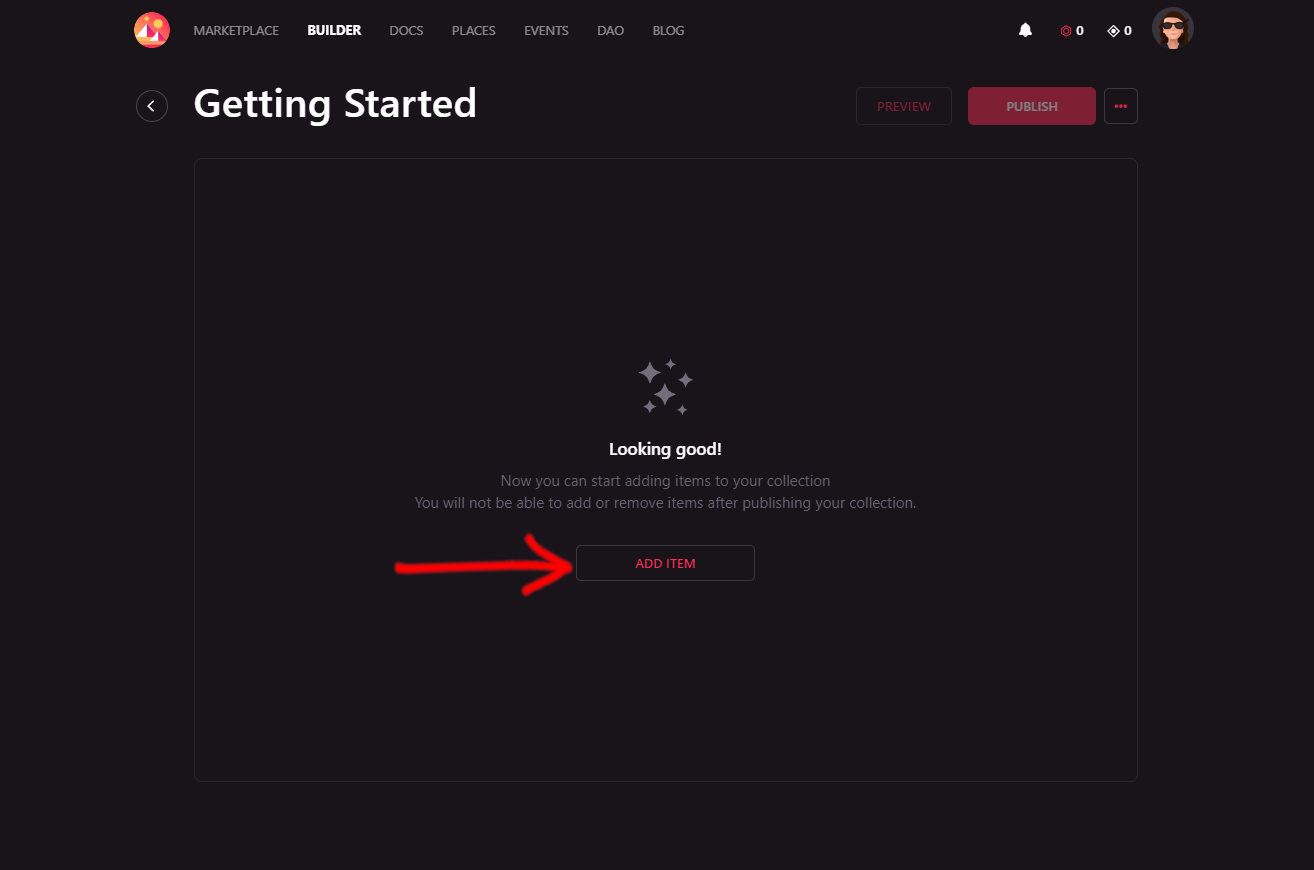 MARKETPLACE BUILDER DOCS PLACES EVENTS DAO BLOG 0 0
Getting Started PREVIEW PUBLISH
Looking good!
Now you can start adding items to your collection
You will not be able to add or remove items after publishing your collection.
ADD ITEM